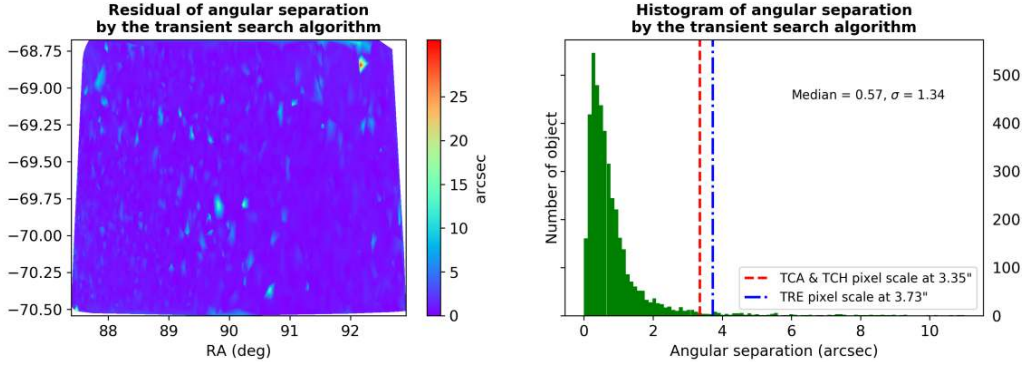 Residual of angular separation
by the transient search algorithm
−68.75
−69.00
−69.25
−69.50
−69.75
−70.00
−70.25
−70.50
88
89
90
91
92
RA (deg)
25
20
15
10
5
0
arcsec
Histogram of angular separation
by the transient search algorithm
Number of object
Median = 0.57, σ = 1.34
500
400
300
200
100
0
TCA & TCH pixel scale at 3.35"
TRE pixel scale at 3.73"
0
2
4
6
8
10
Angular separation (arcsec)